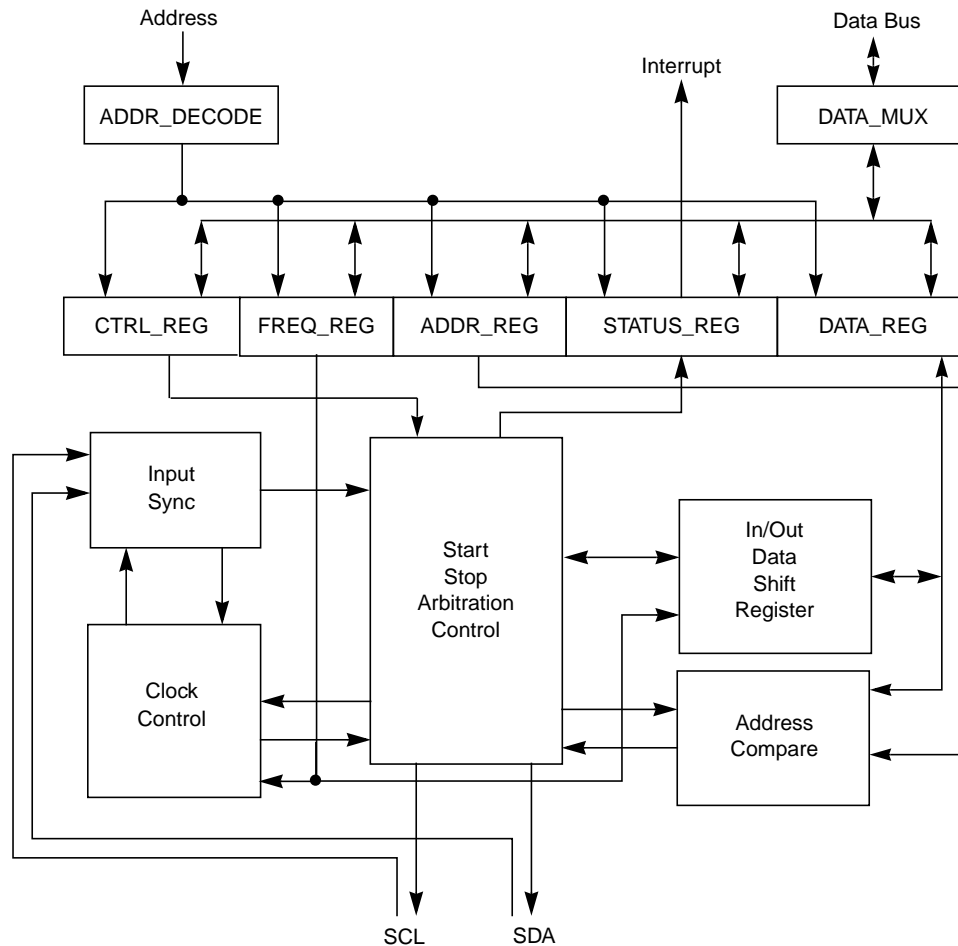 Address
Data Bus
Interrupt
ADDR_DECODE
DATA_MUX
CTRL_REG
FREQ_REG
ADDR_REG
STATUS_REG
DATA_REG
Input
Sync
Start
Stop
Arbitration
Control
In/Out
Data
Shift
Register
Clock
Control
Address
Compare
SCL
SDA